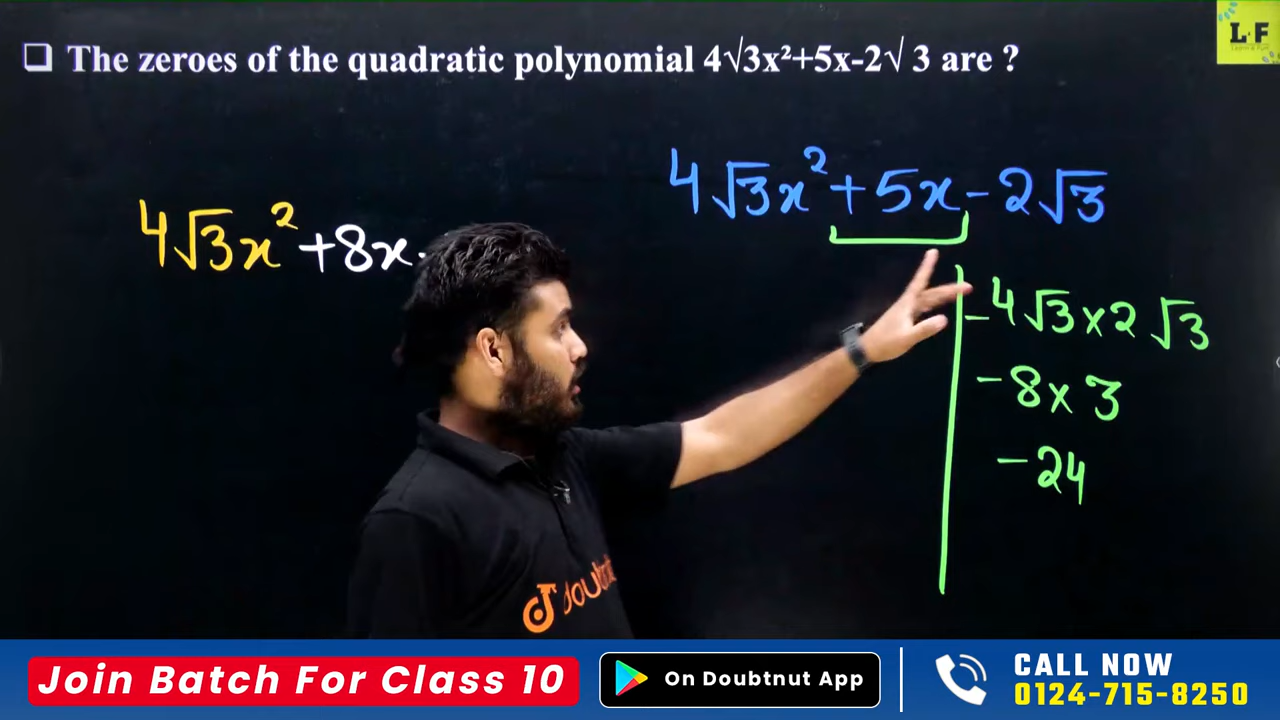 ❑ The zeroes of the quadratic polynomial 4√3x²+5x-2√ 3 are ?
L·F
4√3x² + 5x - 2√3
4√3x² + 8x -
- 4√3 × 2√3
- 8 × 3
- 24
doubt
Join Batch For Class 10
On Doubtnut App
CALL NOW
0124-715-8250